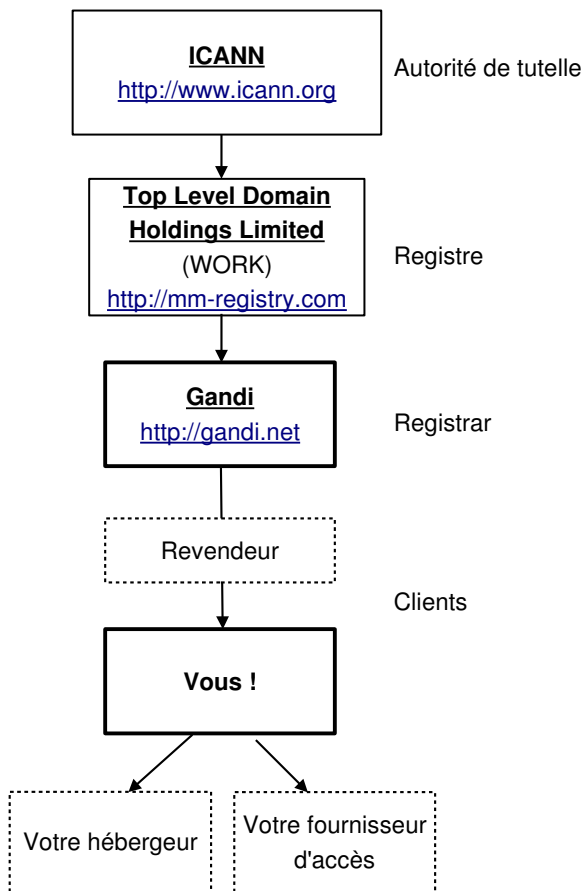 ICANN
http://www.icann.org
Autorité de tutelle
Top Level Domain
Holdings Limited
(WORK)
http://mm-registry.com
Registre
Gandi
http://gandi.net
Registrar
Revendeur
Clients
Vous !
Votre hébergeur
Votre fournisseur
d'accès